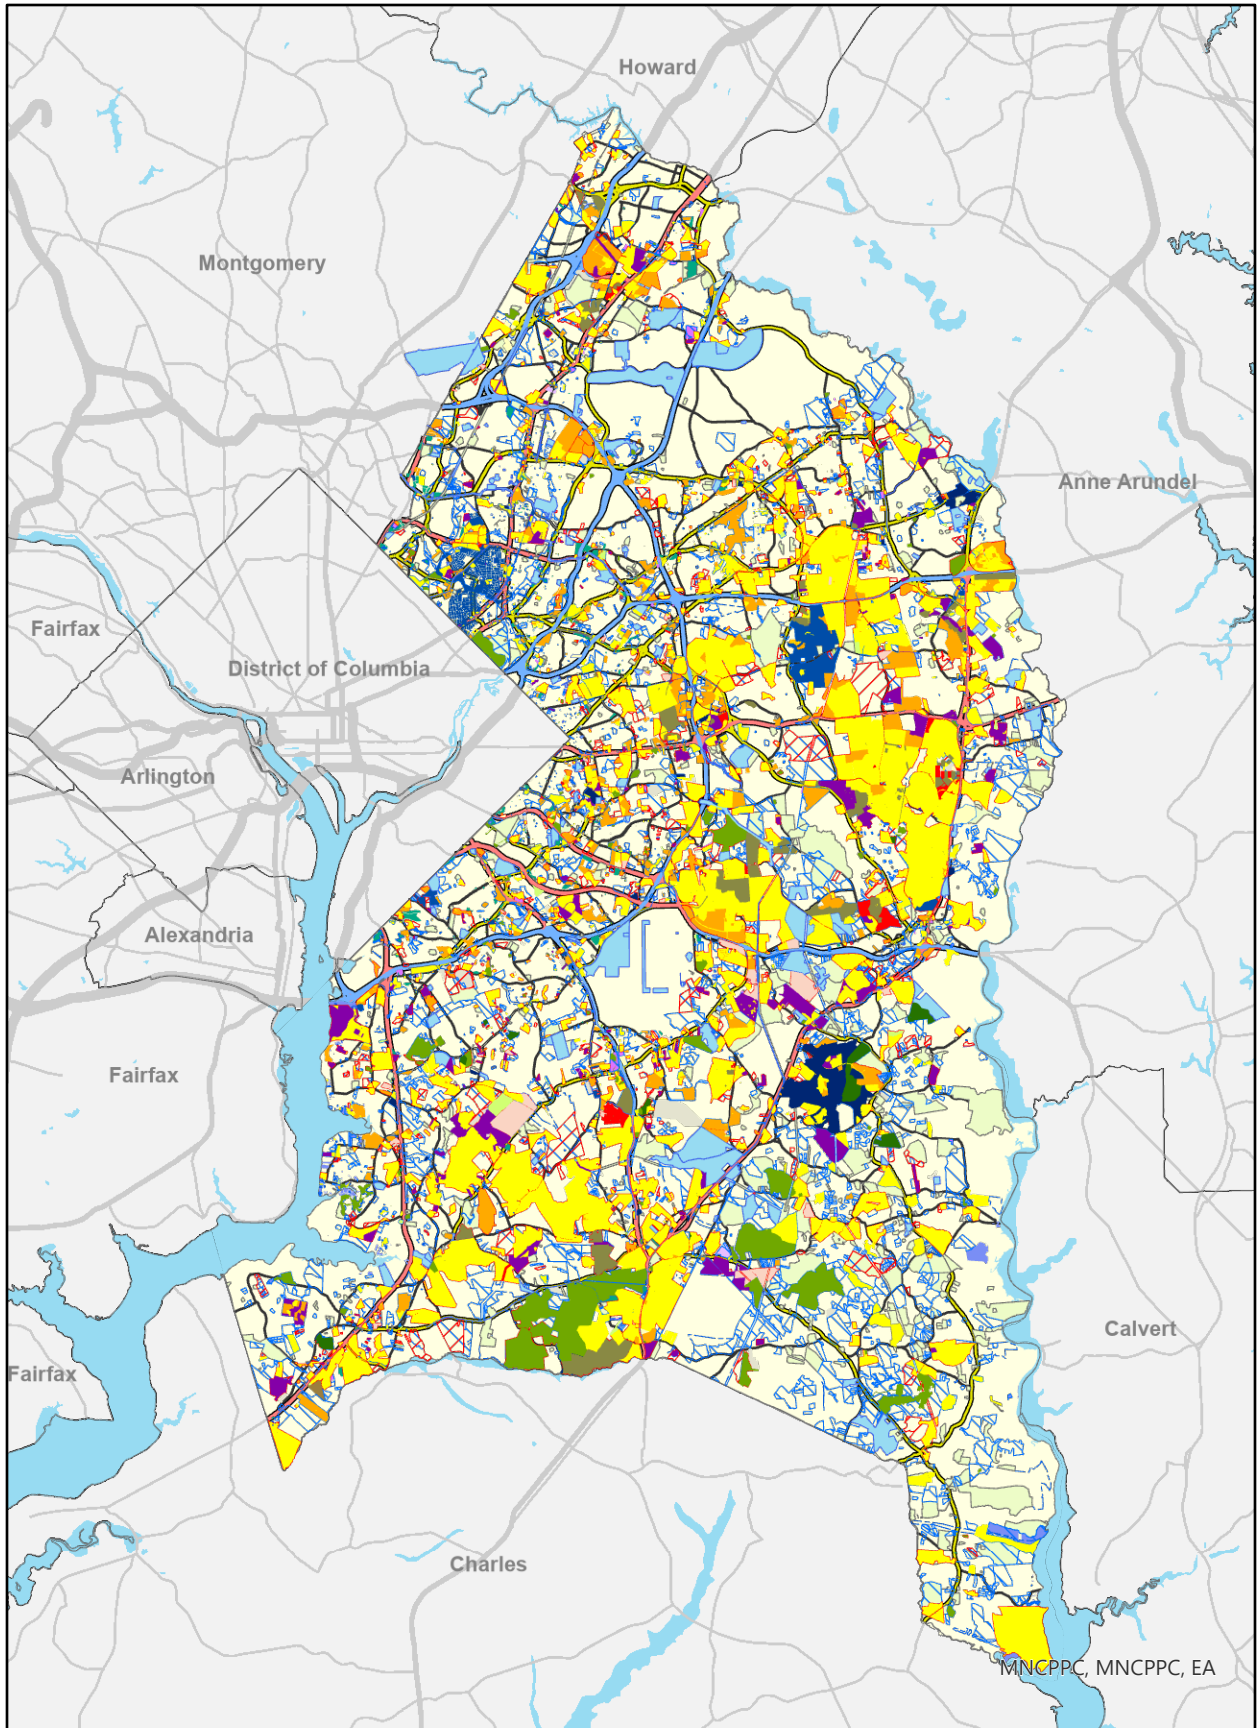 Howard
Montgomery
Anne Arundel
Fairfax
District of Columbia
Arlington
Alexandria
Fairfax
Calvert
Fairfax
Charles
MNCPPC, MNCPPC, EA